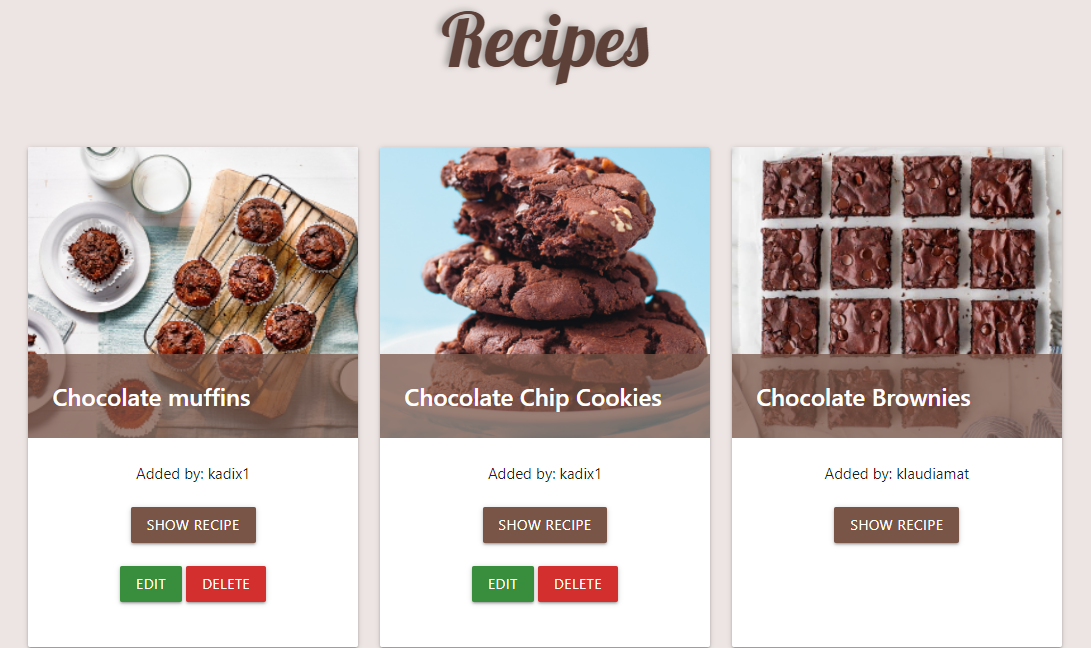 Recipes
Chocolate muffins
Added by: kadix1
SHOW RECIPE
EDIT DELETE
Chocolate Chip Cookies
Added by: kadix1
SHOW RECIPE
EDIT DELETE
Chocolate Brownies
Added by: klaudiamat
SHOW RECIPE